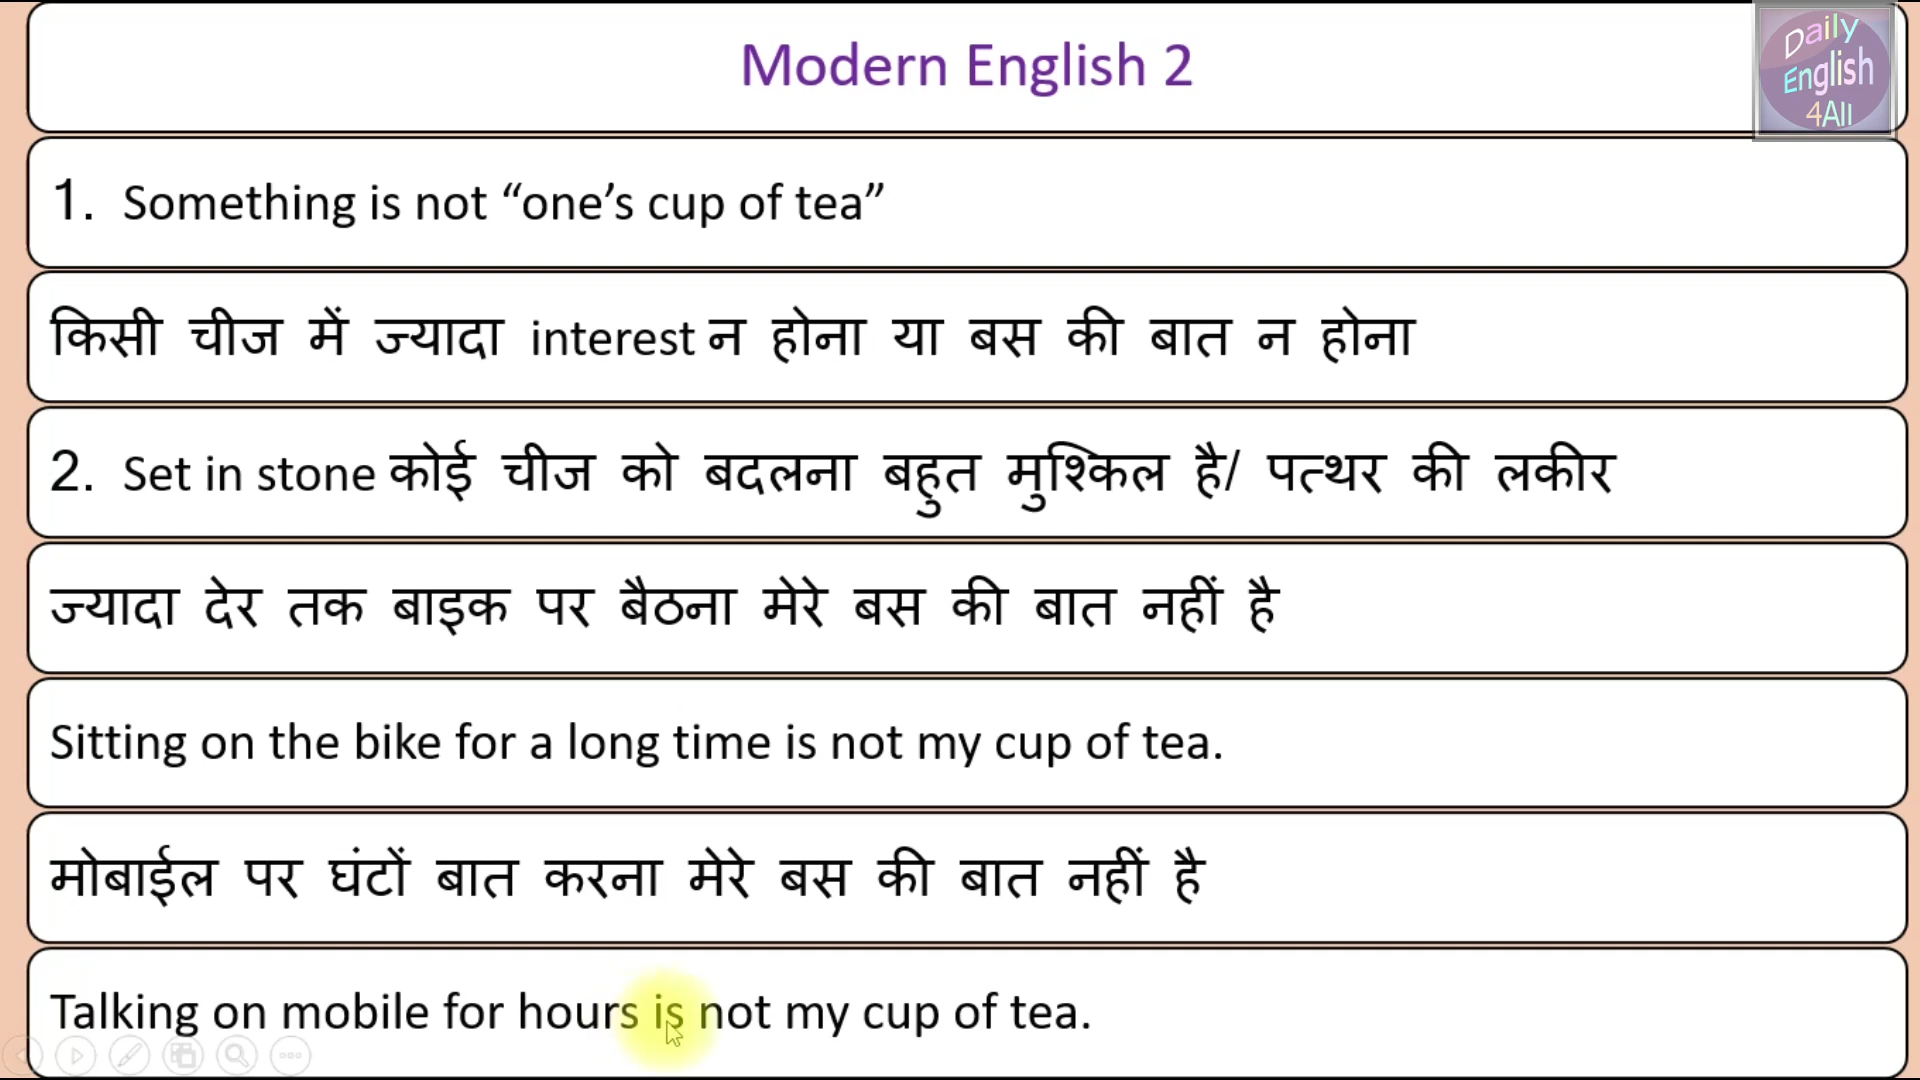 Modern English 2
Daily
English
4All
1. Something is not “one’s cup of tea”
किसी चीज में ज्यादा interest न होना या बस की बात न होना
2. Set in stone कोई चीज को बदलना बहुत मुश्किल है/ पत्थर की लकीर
ज्यादा देर तक बाइक पर बैठना मेरे बस की बात नहीं है
Sitting on the bike for a long time is not my cup of tea.
मोबाईल पर घंटों बात करना मेरे बस की बात नहीं है
Talking on mobile for hours is not my cup of tea.